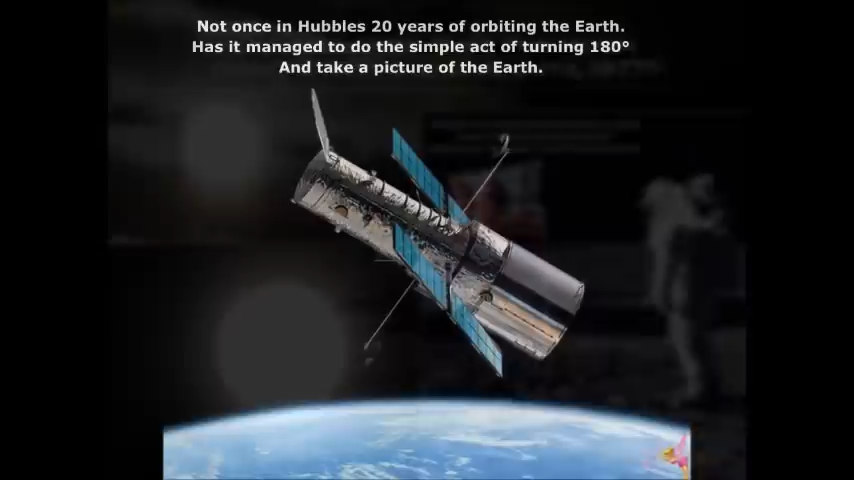 Not once in Hubbles 20 years of orbiting the Earth.
Has it managed to do the simple act of turning 180°
And take a picture of the Earth.